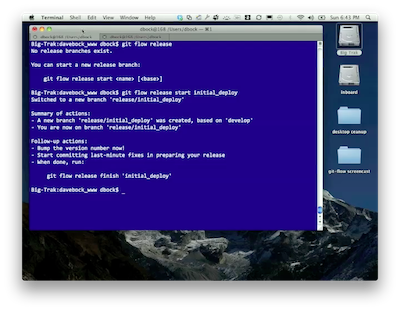 Terminal Shell Edit View Window Help
Sun 6:43 PM
dbock@168 /Users/dbock — ⌘1
Big-Trak:davebock_www dbock$ git flow release
No release branches exist.
You can start a new release branch:
git flow release start <name> [<base>]
Big-Trak:davebock_www dbock$ git flow release start initial_deploy
Switched to a new branch 'release/initial_deploy'
Summary of actions:
- A new branch 'release/initial_deploy' was created, based on 'develop'
- You are now on branch 'release/initial_deploy'
Follow-up actions:
- Bump the version number now!
- Start committing last-minute fixes in preparing your release
- When done, run:
git flow release finish 'initial_deploy'
Big-Trak:davebock_www dbock$ _
Big Trak
inboard
desktop cleanup
git-flow screencast